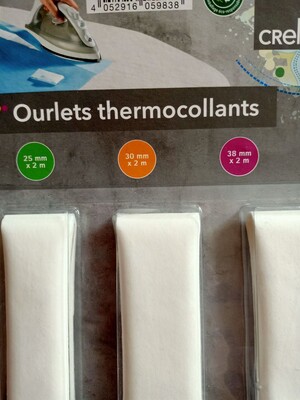 4 052916 059838
CREL
Ourlets thermocollants
25 mm
x 2 m
30 mm
x 2 m
38 mm
x 2 m